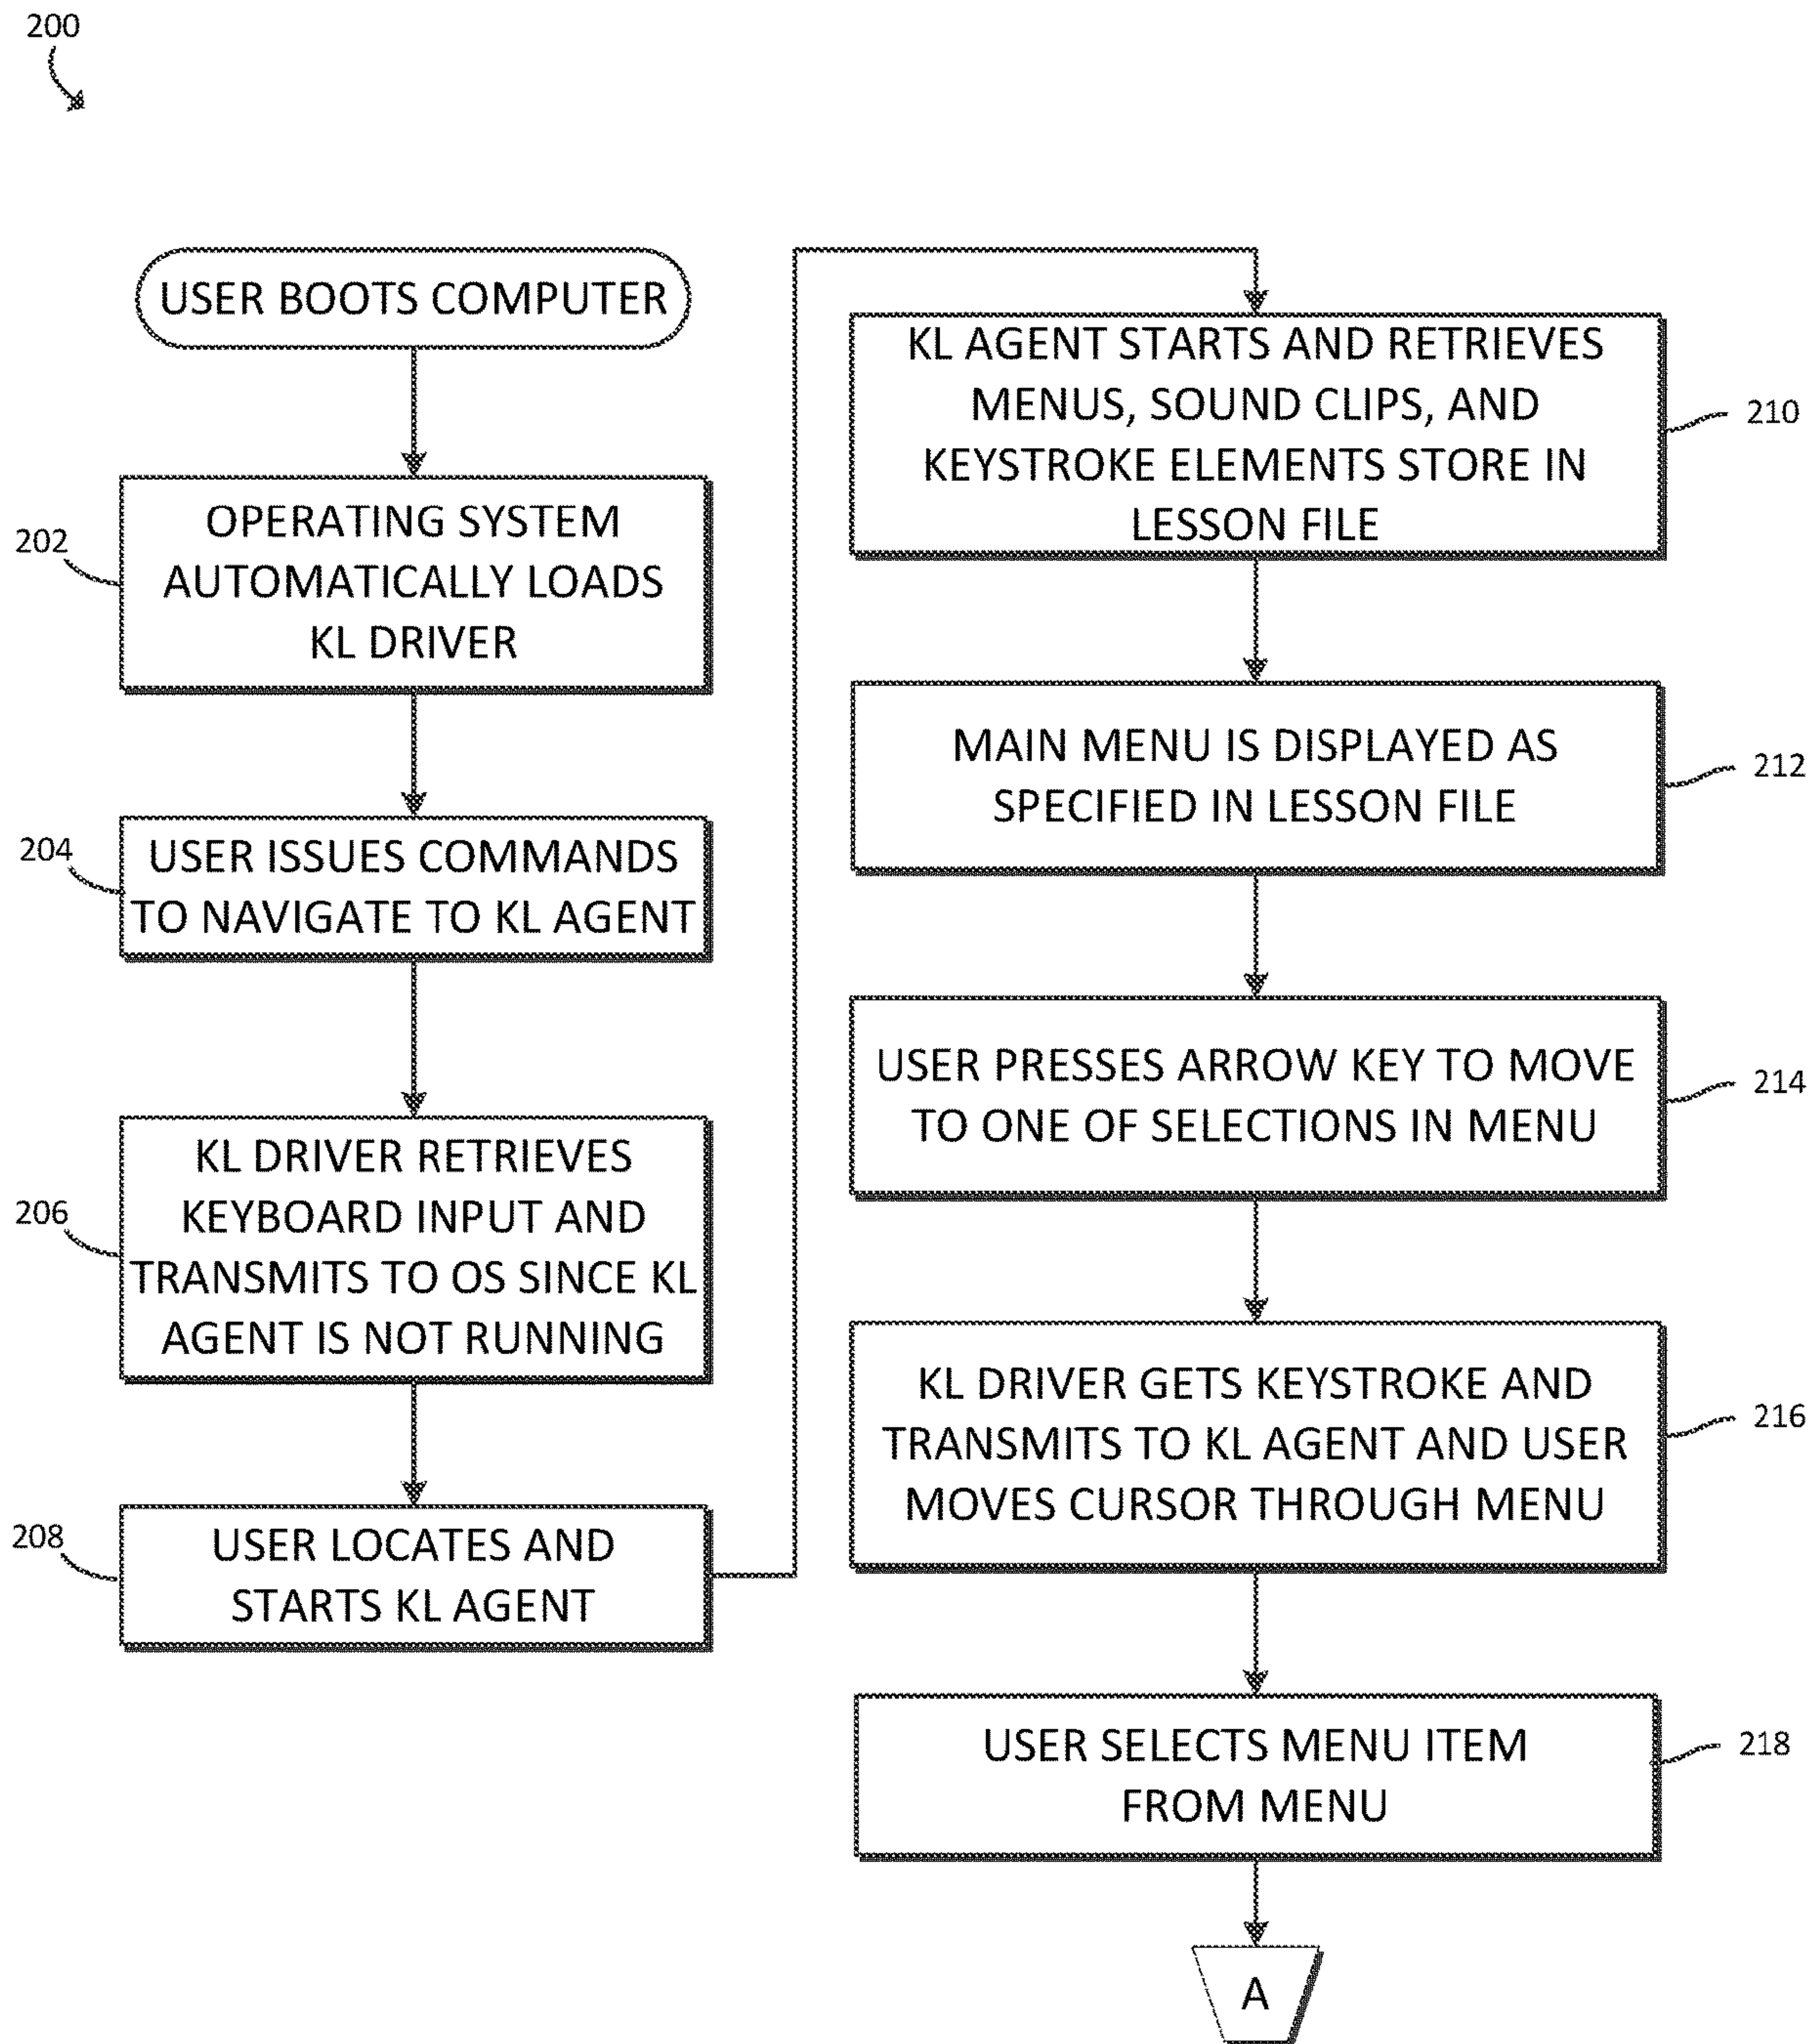 200
USER BOOTS COMPUTER
202
OPERATING SYSTEM
AUTOMATICALLY LOADS
KL DRIVER
204
USER ISSUES COMMANDS
TO NAVIGATE TO KL AGENT
206
KL DRIVER RETRIEVES
KEYBOARD INPUT AND
TRANSMITS TO OS SINCE KL
AGENT IS NOT RUNNING
208
USER LOCATES AND
STARTS KL AGENT
KL AGENT STARTS AND RETRIEVES
MENUS, SOUND CLIPS, AND
KEYSTROKE ELEMENTS STORE IN
LESSON FILE
210
MAIN MENU IS DISPLAYED AS
SPECIFIED IN LESSON FILE
212
USER PRESSES ARROW KEY TO MOVE
TO ONE OF SELECTIONS IN MENU
214
KL DRIVER GETS KEYSTROKE AND
TRANSMITS TO KL AGENT AND USER
MOVES CURSOR THROUGH MENU
216
USER SELECTS MENU ITEM
FROM MENU
218
A